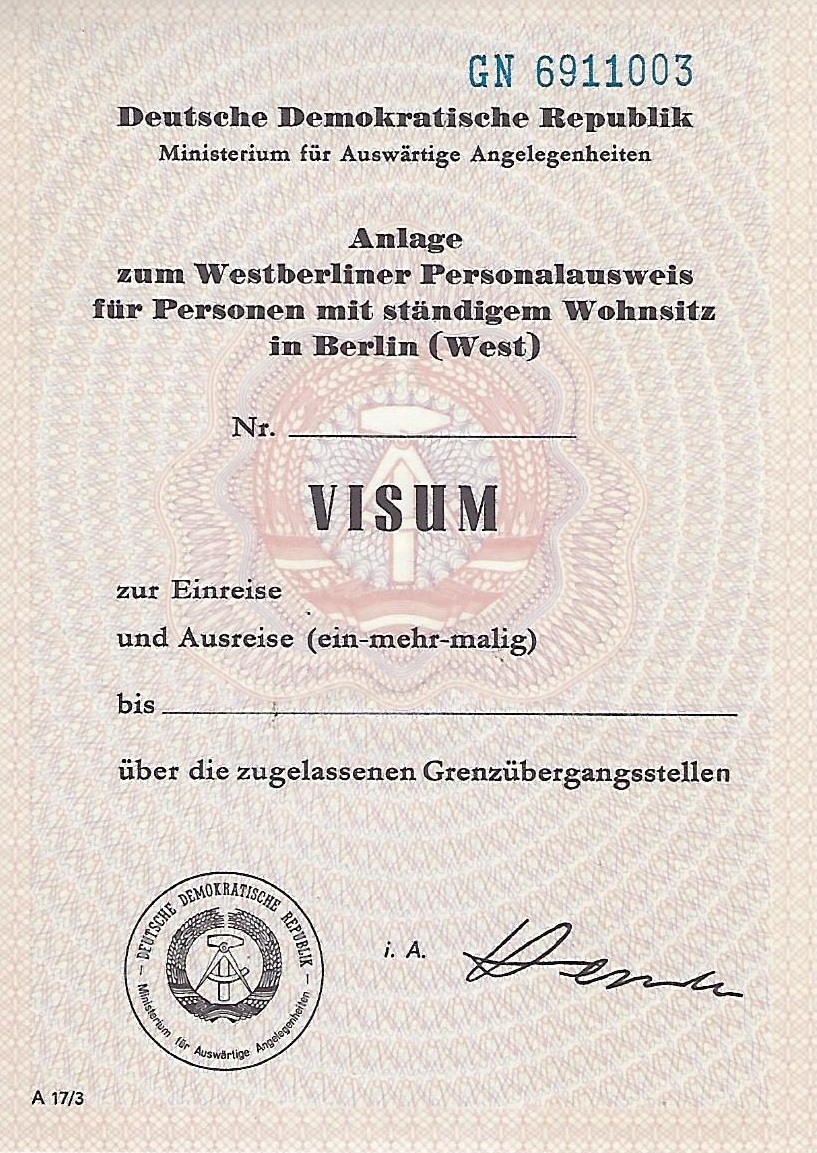 GN 6911003
Deutsche Demokratische Republik
Ministerium für Auswärtige Angelegenheiten
Anlage
zum Westberliner Personalausweis
für Personen mit ständigem Wohnsitz
in Berlin (West)
Nr.
VISUM
zur Einreise
und Ausreise (ein-mehr-malig)
bis
über die zugelassenen Grenzübergangsstellen
— DEUTSCHE DEMOKRATISCHE REPUBLIK —
Ministerium für Auswärtige Angelegenheiten
i. A.
A 17/3